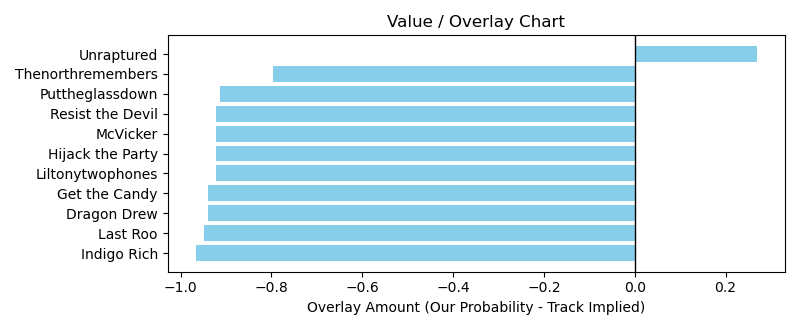 Value / Overlay Chart
Unraptured
Thenorthremembers
Puttheglassdown
Resist the Devil
McVicker
Hijack the Party
Liltonytwophones
Get the Candy
Dragon Drew
Last Roo
Indigo Rich
−1.0 −0.8 −0.6 −0.4 −0.2 0.0 0.2
Overlay Amount (Our Probability - Track Implied)